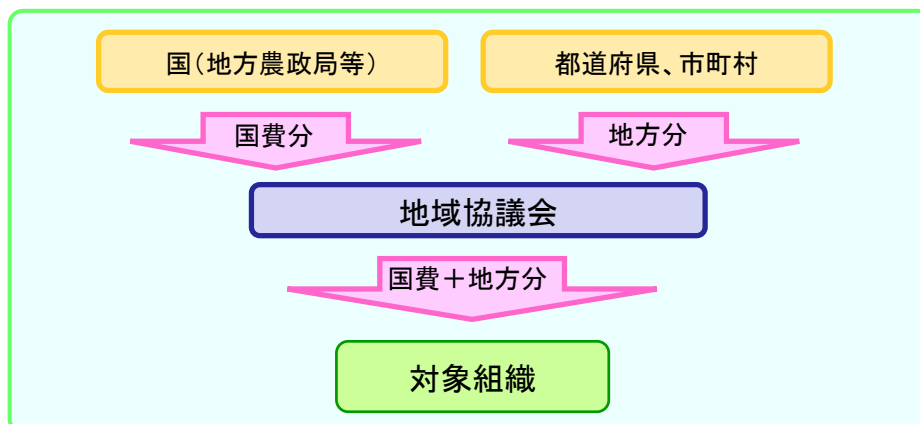 国（地方農政局等）
都道府県、市町村
国費分
地方分
地域協議会
国費＋地方分
対象組織